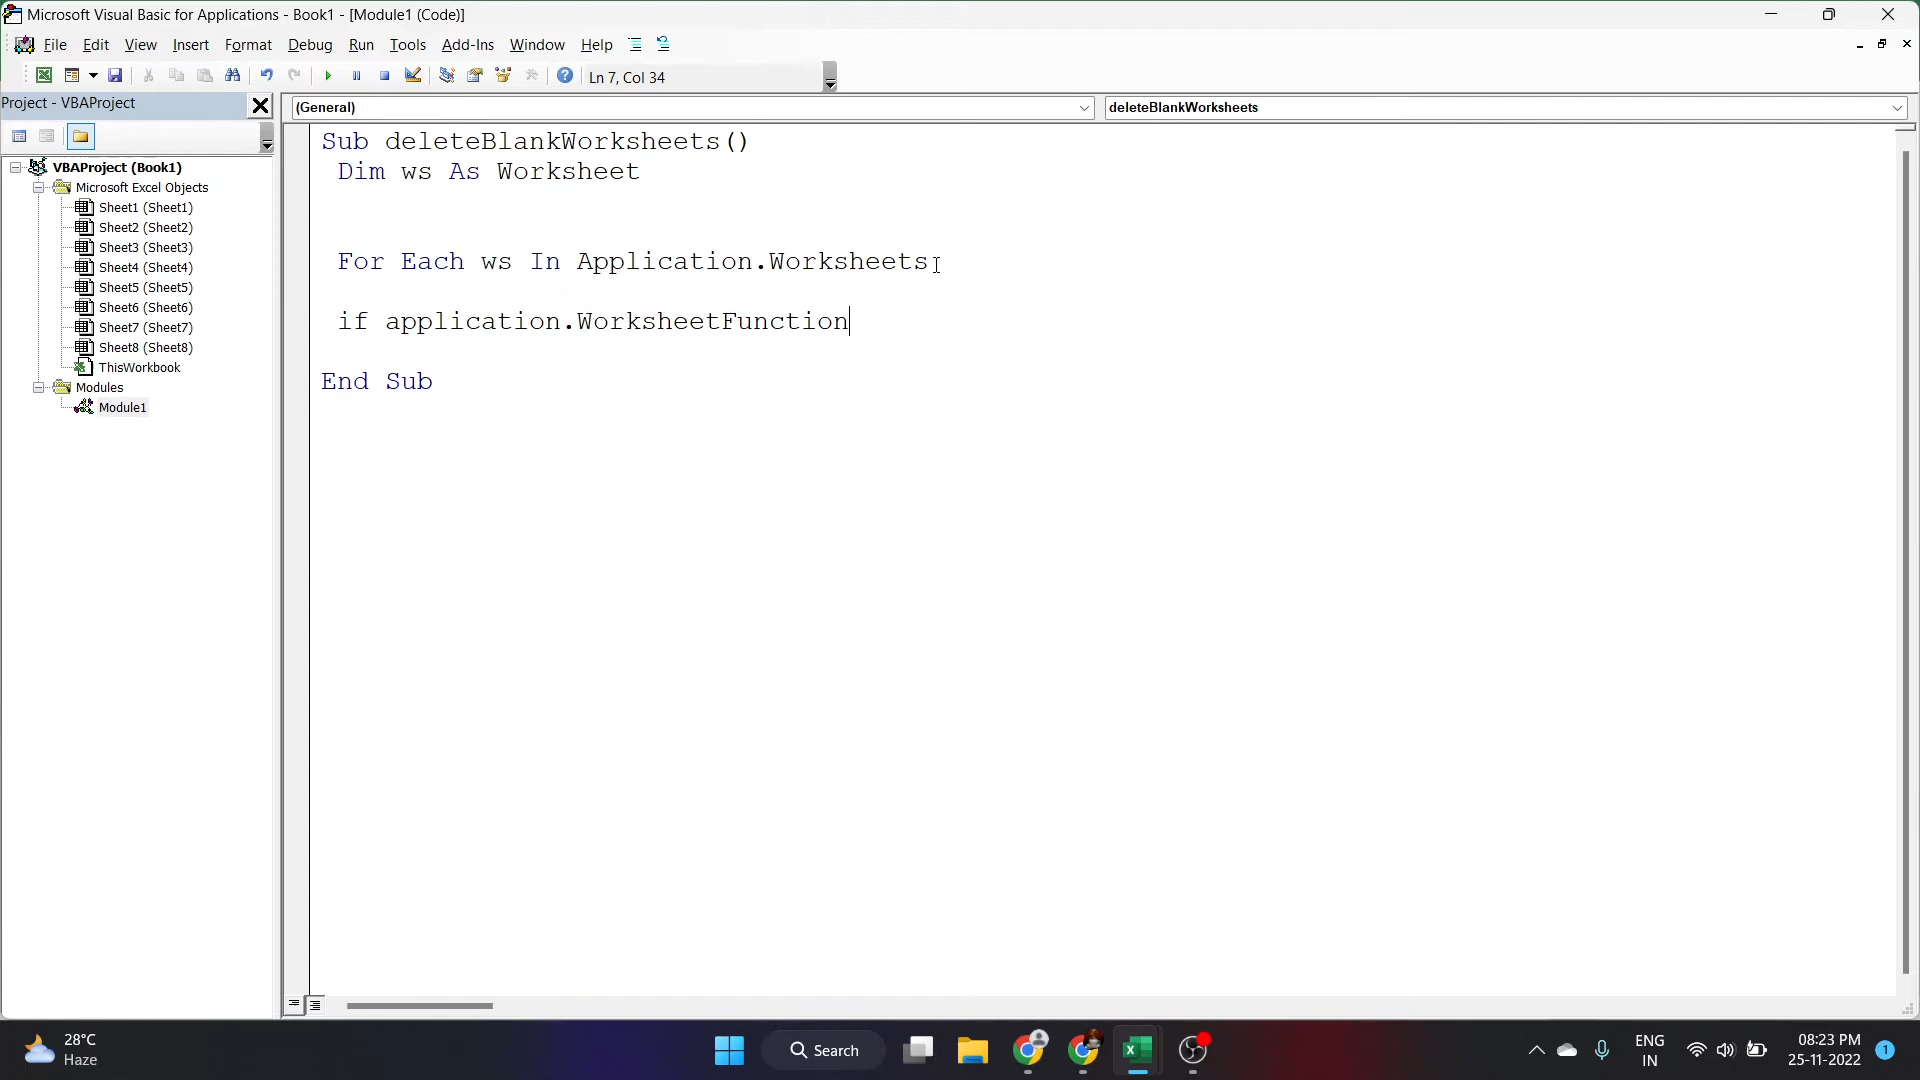 Microsoft Visual Basic for Applications - Book1 - [Module1 (Code)]
File Edit View Insert Format Debug Run Tools Add-Ins Window Help
Ln 7, Col 34
Project - VBAProject
(General)
deleteBlankWorksheets
VBAProject (Book1)
Microsoft Excel Objects
Sheet1 (Sheet1)
Sheet2 (Sheet2)
Sheet3 (Sheet3)
Sheet4 (Sheet4)
Sheet5 (Sheet5)
Sheet6 (Sheet6)
Sheet7 (Sheet7)
Sheet8 (Sheet8)
ThisWorkbook
Modules
Module1
Sub deleteBlankWorksheets()
Dim ws As Worksheet
For Each ws In Application.Worksheets
if application.WorksheetFunction
End Sub
28°C
Haze
Search
ENG
IN
08:23 PM
25-11-2022
1